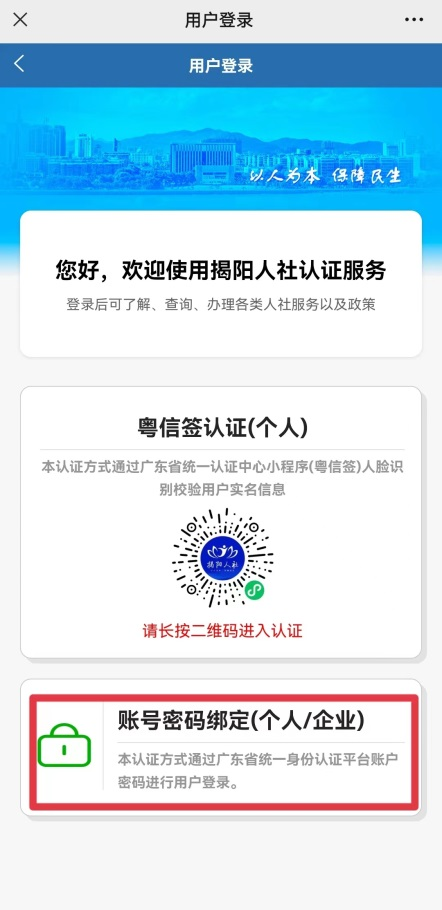 用户登录
用户登录
以人为本 保障民生
您好，欢迎使用揭阳人社认证服务
登录后可了解、查询、办理各类人社服务以及政策
粤信签认证(个人)
本认证方式通过广东省统一认证中心小程序(粤信签)人脸识
别校验用户实名信息
揭阳人社
请长按二维码进入认证
账号密码绑定(个人/企业)
本认证方式通过广东省统一身份认证平台账户
密码进行用户登录。